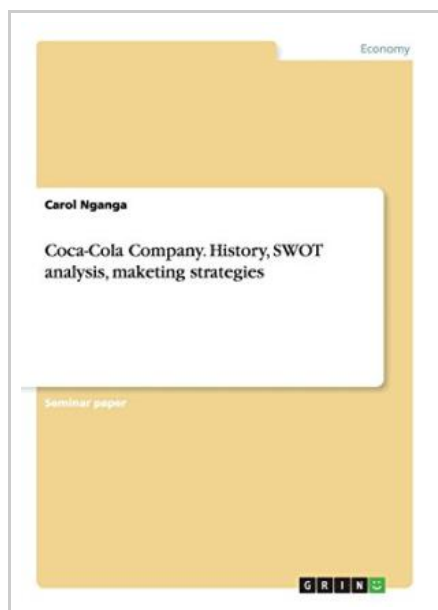 Economy
Carol Nganga
Coca-Cola Company. History, SWOT
analysis, maketing strategies
Seminar paper
GRIN